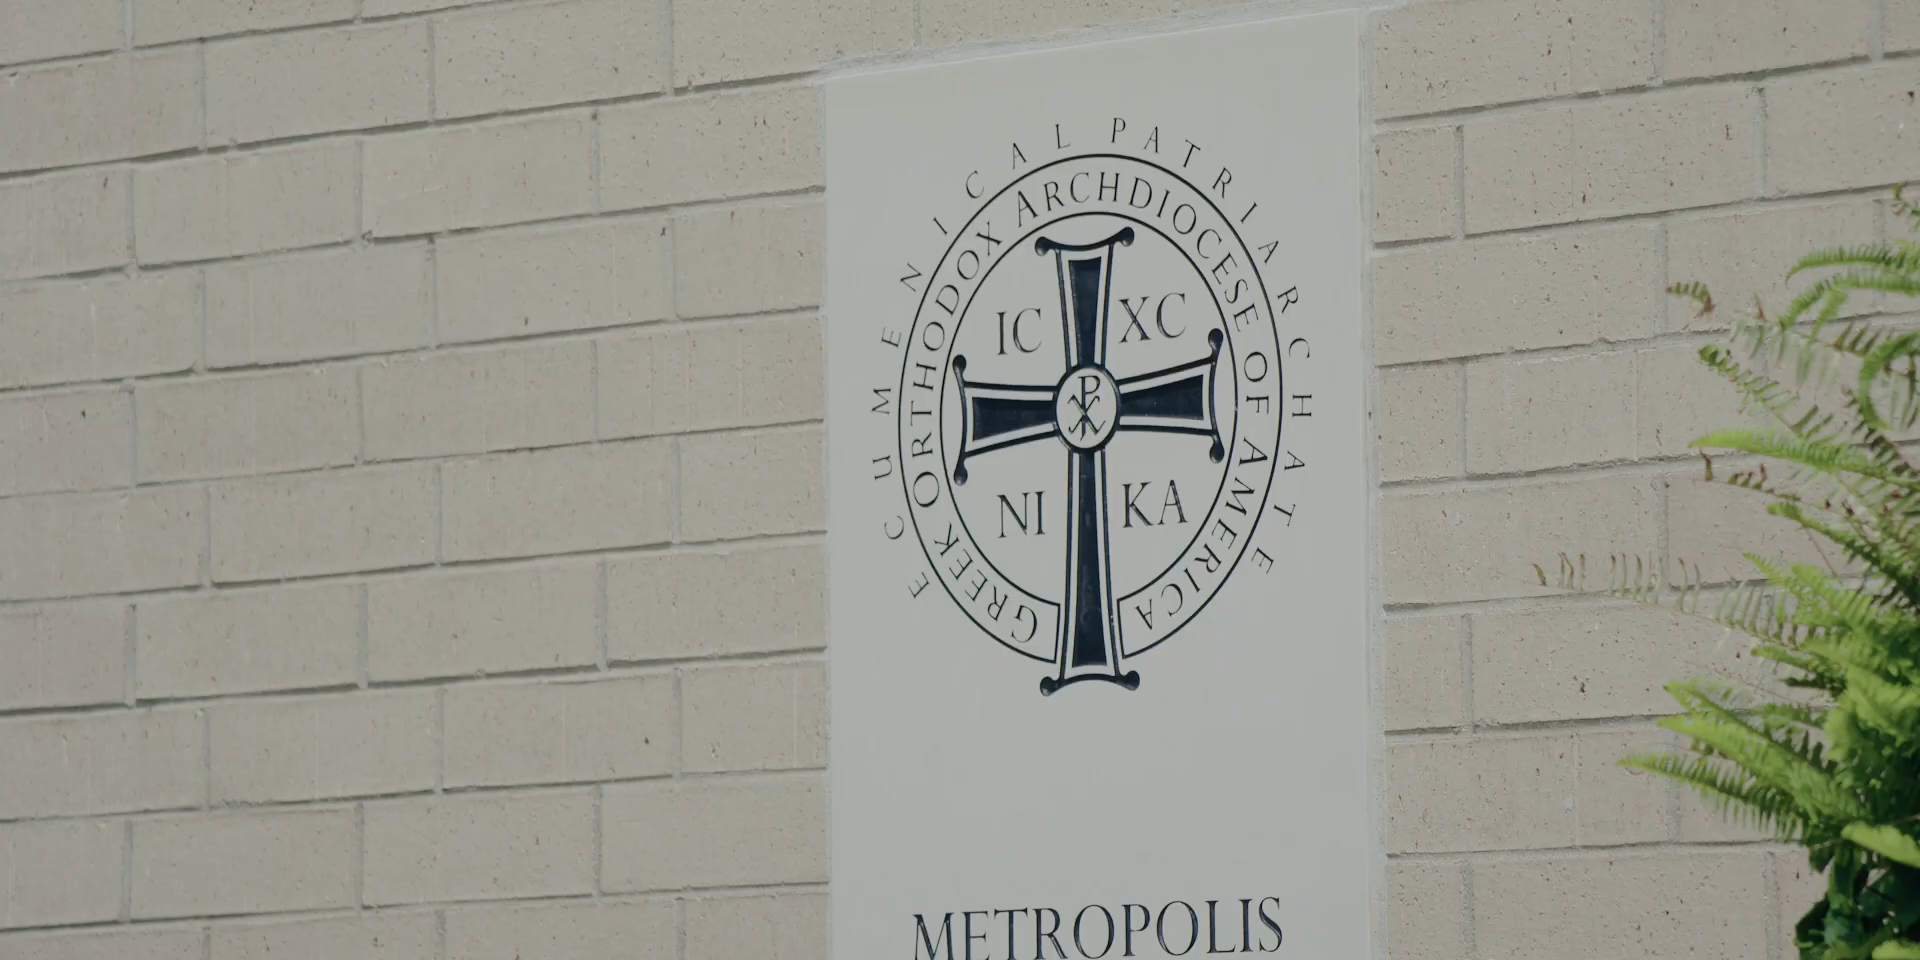 ECUMENICAL PATRIARCHATE
GREEK ORTHODOX ARCHDIOCESE OF AMERICA
IC XC
NI KA
METROPOLIS